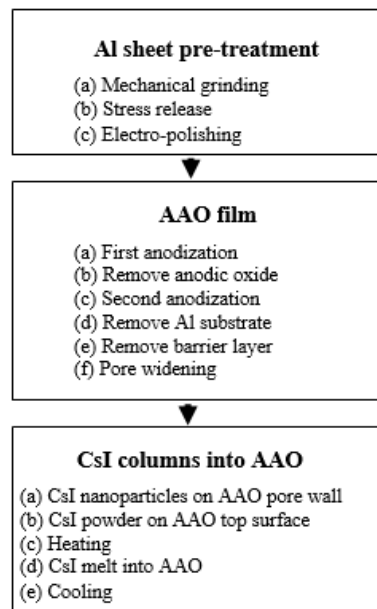 Al sheet pre-treatment
(a) Mechanical grinding
(b) Stress release
(c) Electro-polishing
AAO film
(a) First anodization
(b) Remove anodic oxide
(c) Second anodization
(d) Remove Al substrate
(e) Remove barrier layer
(f) Pore widening
CsI columns into AAO
(a) CsI nanoparticles on AAO pore wall
(b) CsI powder on AAO top surface
(c) Heating
(d) CsI melt into AAO
(e) Cooling